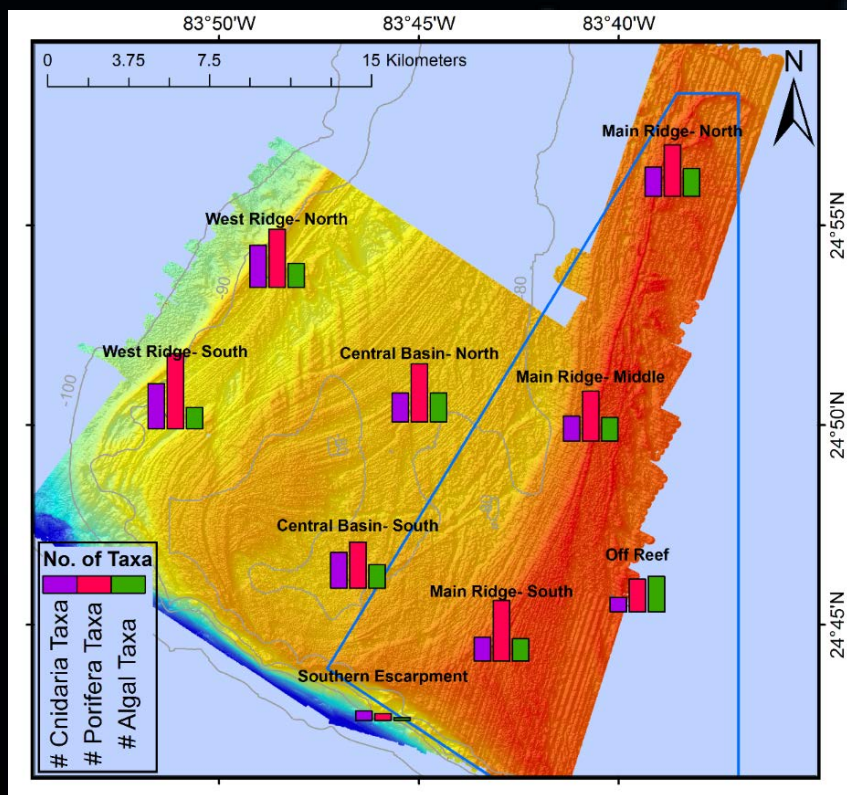 83°50'W 83°45'W 83°40'W
0 3.75 7.5 15 Kilometers
N
Main Ridge- North
24°55'N
West Ridge- North
-90
-80
West Ridge- South
Central Basin- North
Main Ridge- Middle
-100
24°50'N
-80
Central Basin- South
Off Reef
No. of Taxa
# Cnidaria Taxa
# Porifera Taxa
# Algal Taxa
Main Ridge- South
24°45'N
Southern Escarpment